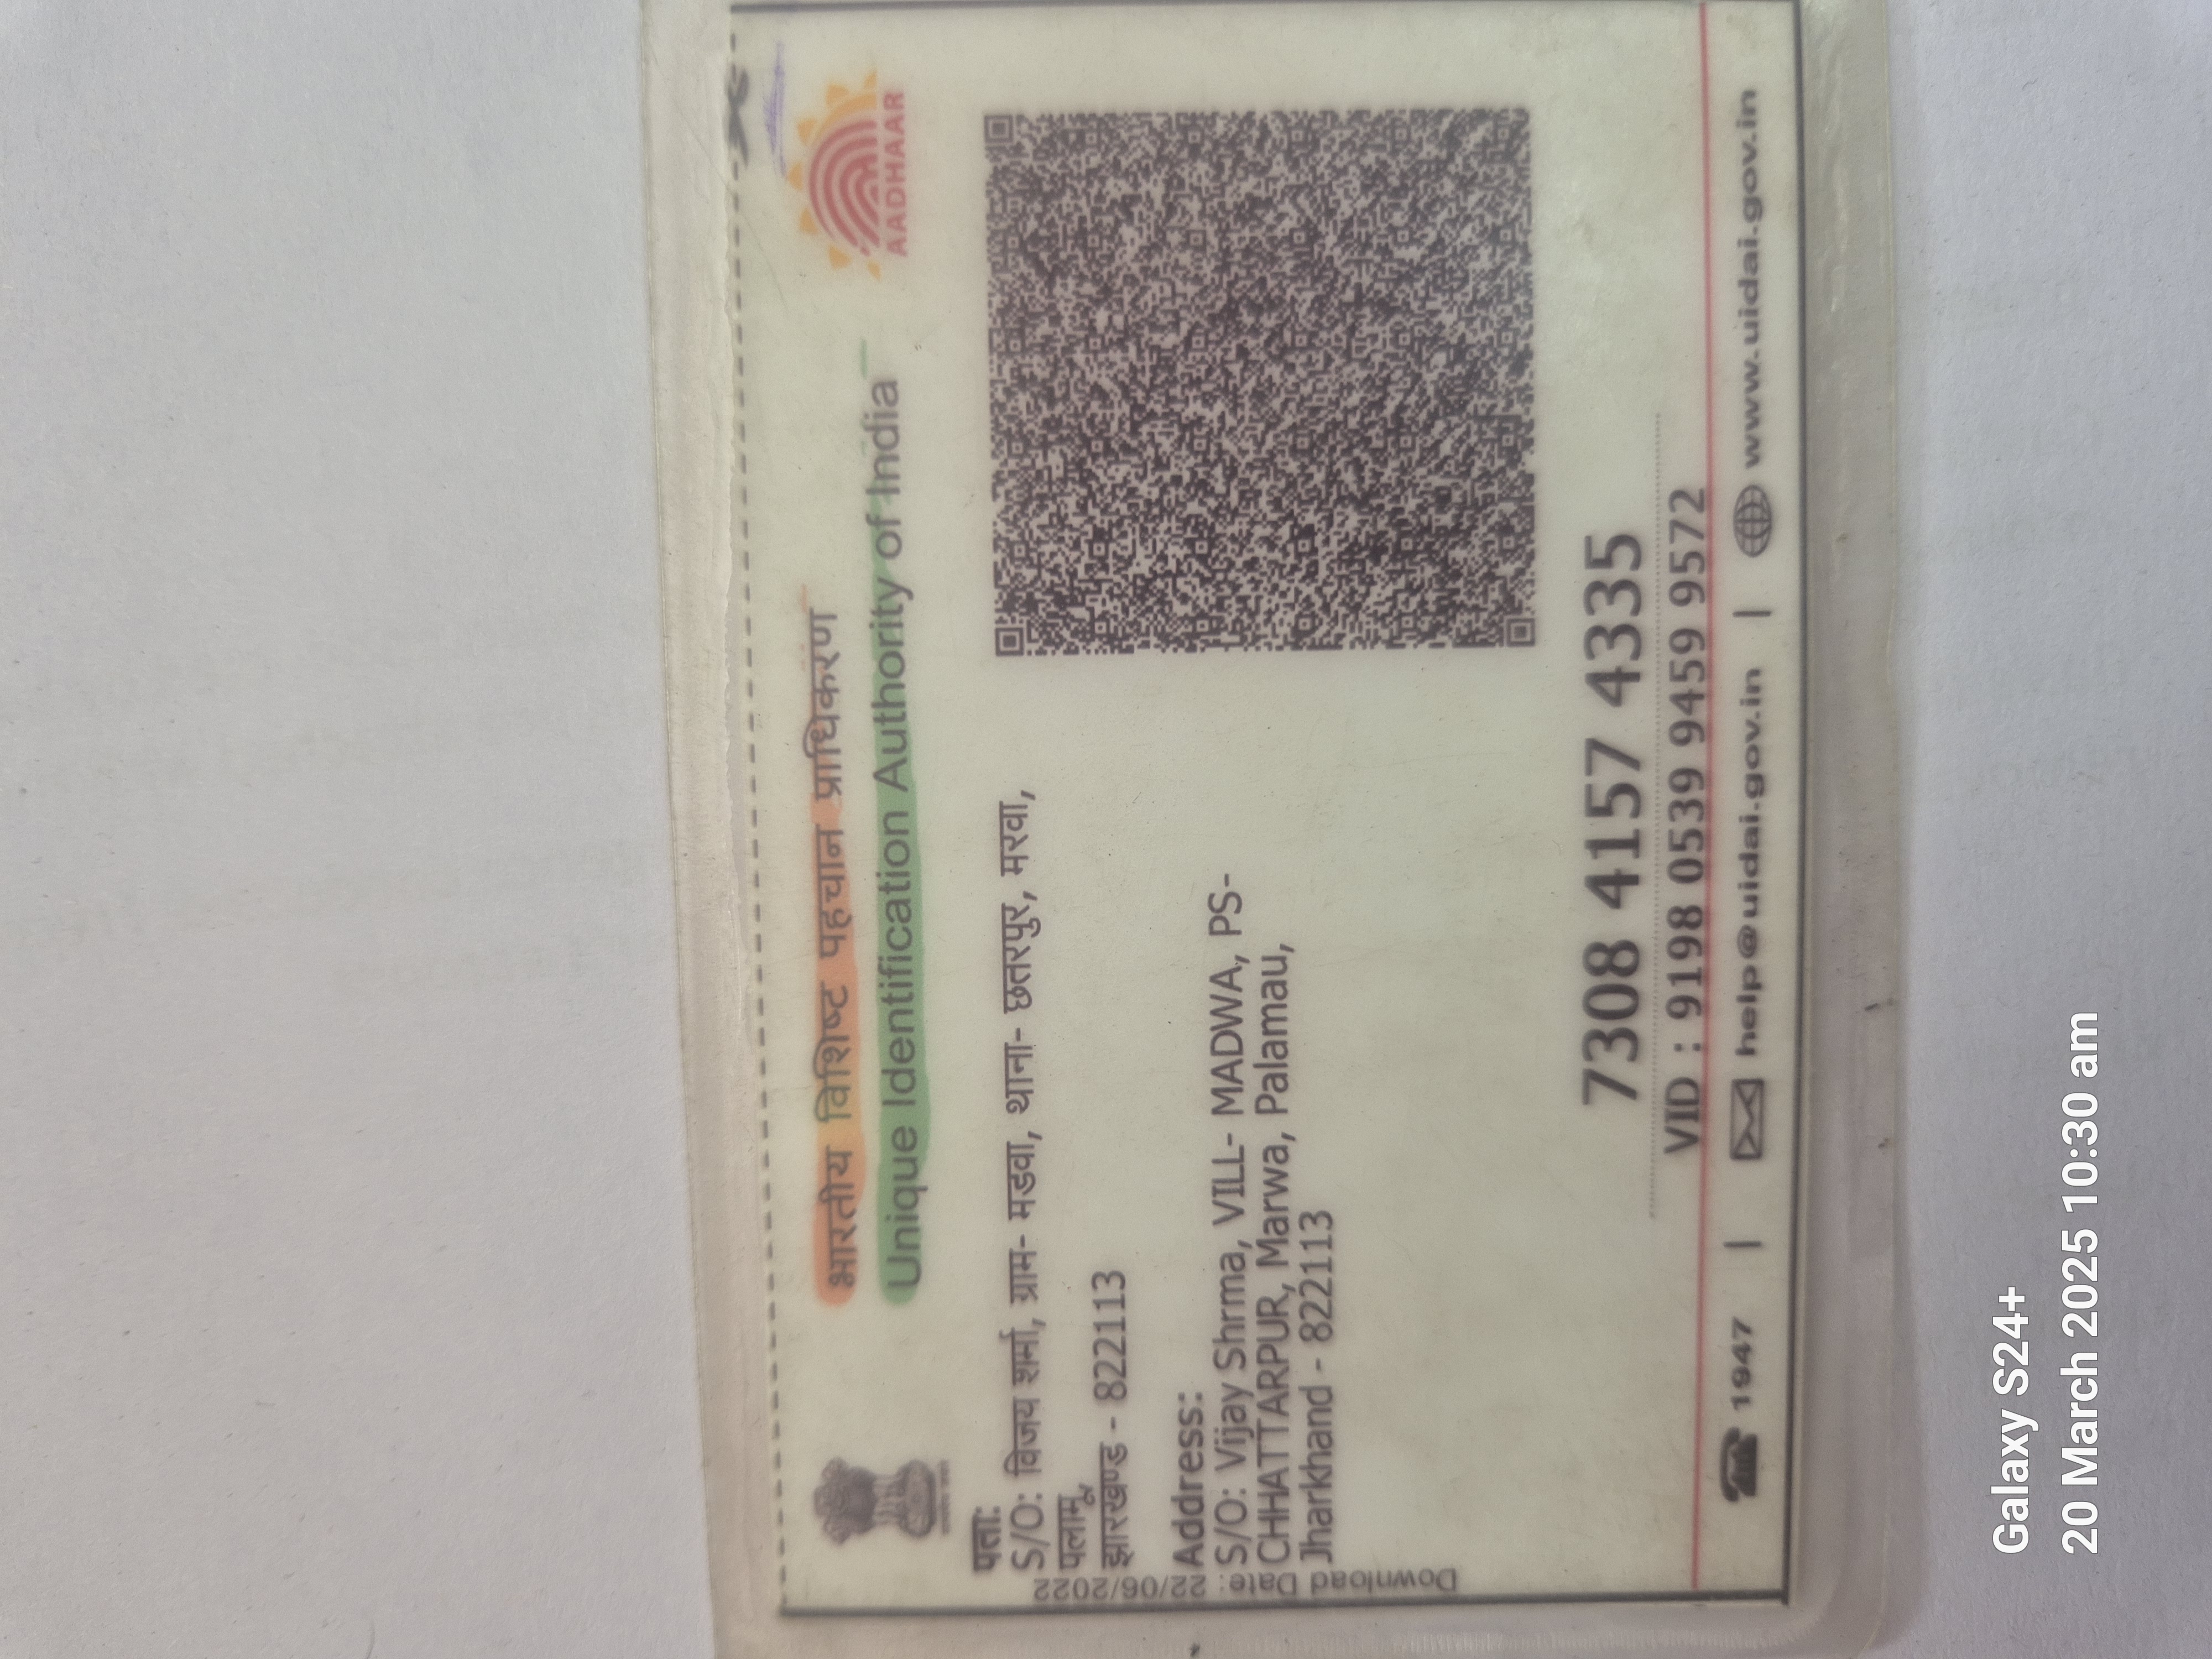 भारतीय विशिष्ट पहचान प्राधिकरण
Unique Identification Authority of India
AADHAAR
पता:
S/O: विजय शर्मा, ग्राम- मडवा, थाना- छतरपुर, मरवा,
पलामू,
झारखण्ड - 822113
Address:
S/O: Vijay Shrma, VILL- MADWA, PS-
CHHATTARPUR, Marwa, Palamau,
Jharkhand - 822113
Download Date: 22/06/2022
7308 4157 4335
VID : 9198 0539 9459 9572
1947 | help@uidai.gov.in | www.uidai.gov.in
Galaxy S24+
20 March 2025 10:30 am